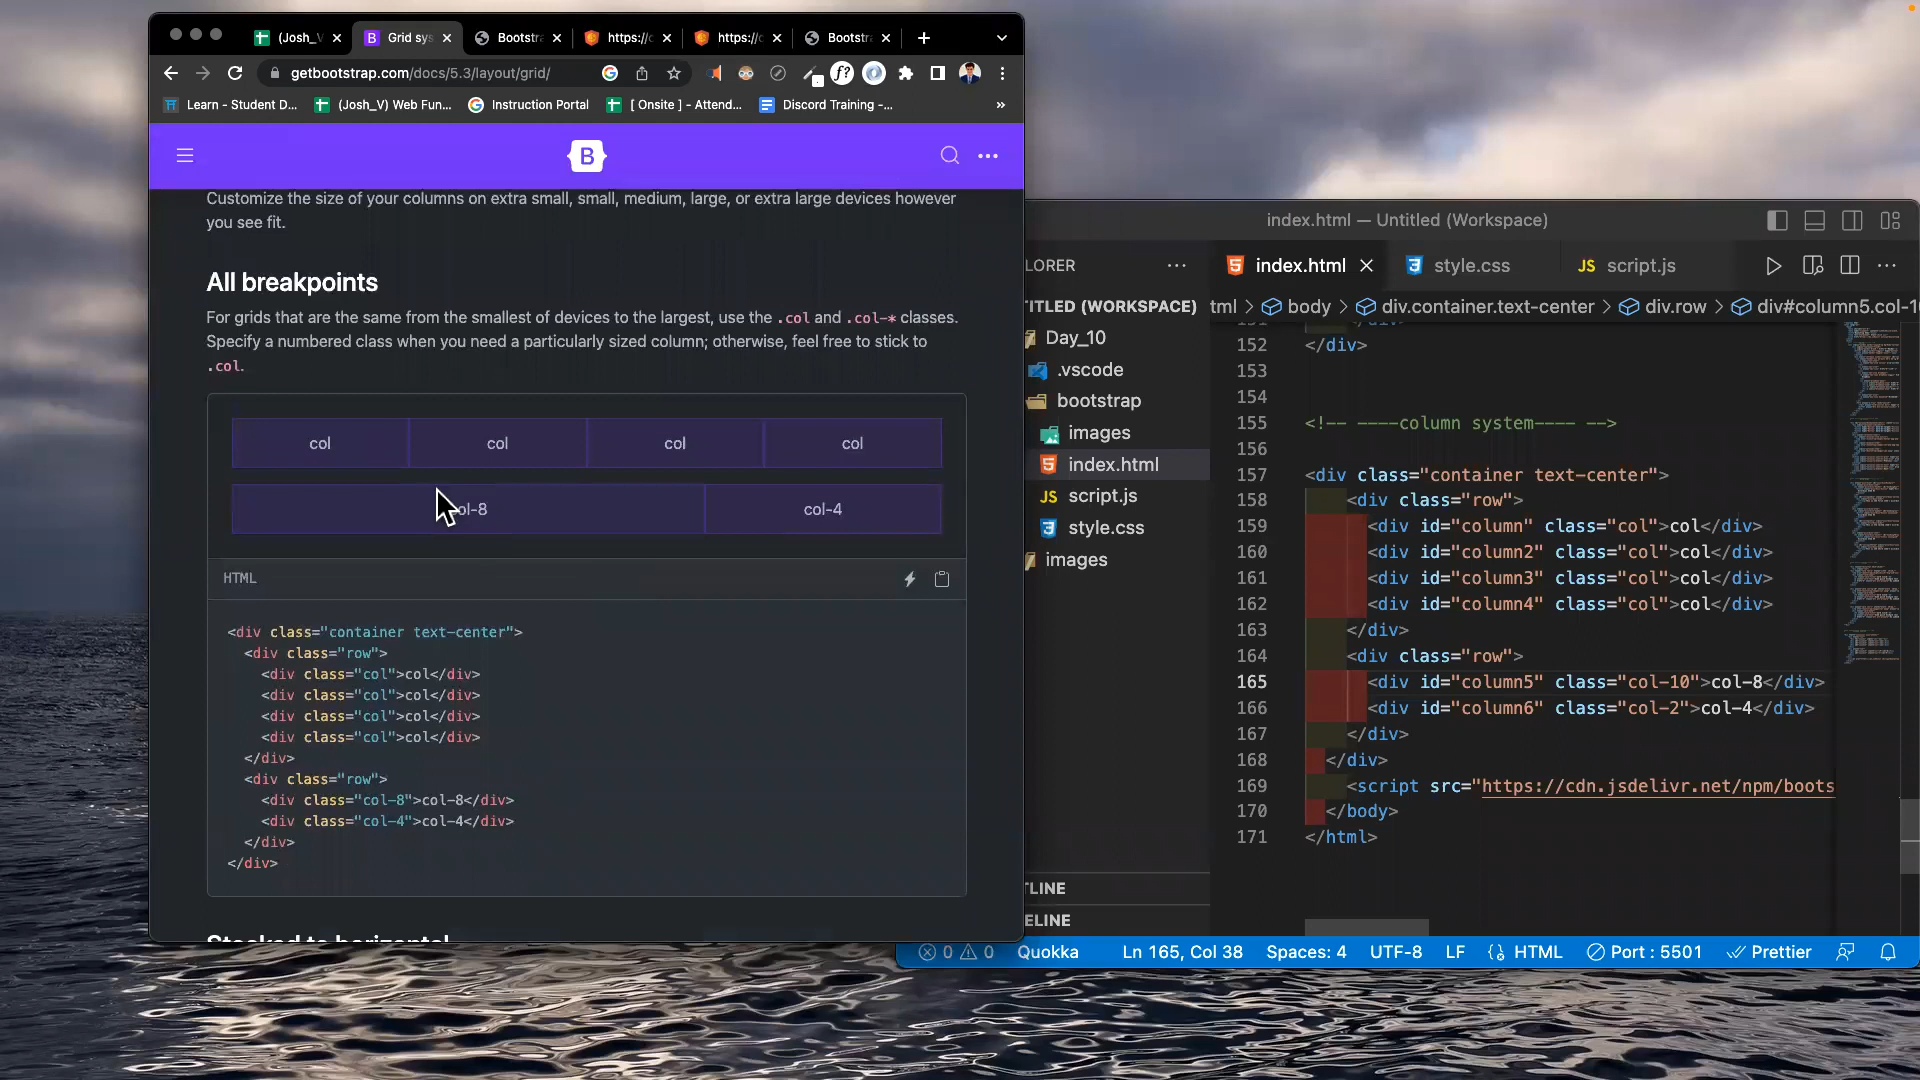 (Josh_V
Grid sys
Bootstra
https://c
https://c
Bootstra
getbootstrap.com/docs/5.3/layout/grid/
Learn - Student D...
(Josh_V) Web Fun...
Instruction Portal
[ Onsite ] - Attend...
Discord Training -...
»
Customize the size of your columns on extra small, small, medium, large, or extra large devices however
you see fit.
All breakpoints
For grids that are the same from the smallest of devices to the largest, use the .col and .col-* classes.
Specify a numbered class when you need a particularly sized column; otherwise, feel free to stick to
.col.
col col col col
ol-8 col-4
HTML
<div class="container text-center">
<div class="row">
<div class="col">col</div>
<div class="col">col</div>
<div class="col">col</div>
<div class="col">col</div>
</div>
<div class="row">
<div class="col-8">col-8</div>
<div class="col-4">col-4</div>
</div>
</div>
Stacked to horizontal
index.html — Untitled (Workspace)
LORER
index.html
style.css
JS script.js
TITLED (WORKSPACE)
tml > body > div.container.text-center > div.row > div#column5.col-1
Day_10
.vscode
bootstrap
images
index.html
JS script.js
style.css
images
TLINE
ELINE
152 </div>
153
154
155 <!-- ----column system---- -->
156
157 <div class="container text-center">
158 <div class="row">
159 <div id="column" class="col">col</div>
160 <div id="column2" class="col">col</div>
161 <div id="column3" class="col">col</div>
162 <div id="column4" class="col">col</div>
163 </div>
164 <div class="row">
165 <div id="column5" class="col-10">col-8</div>
166 <div id="column6" class="col-2">col-4</div>
167 </div>
168 </div>
169 <script src="https://cdn.jsdelivr.net/npm/boots
170 </body>
171 </html>
0 0 Quokka Ln 165, Col 38 Spaces: 4 UTF-8 LF {} HTML Port : 5501 Prettier